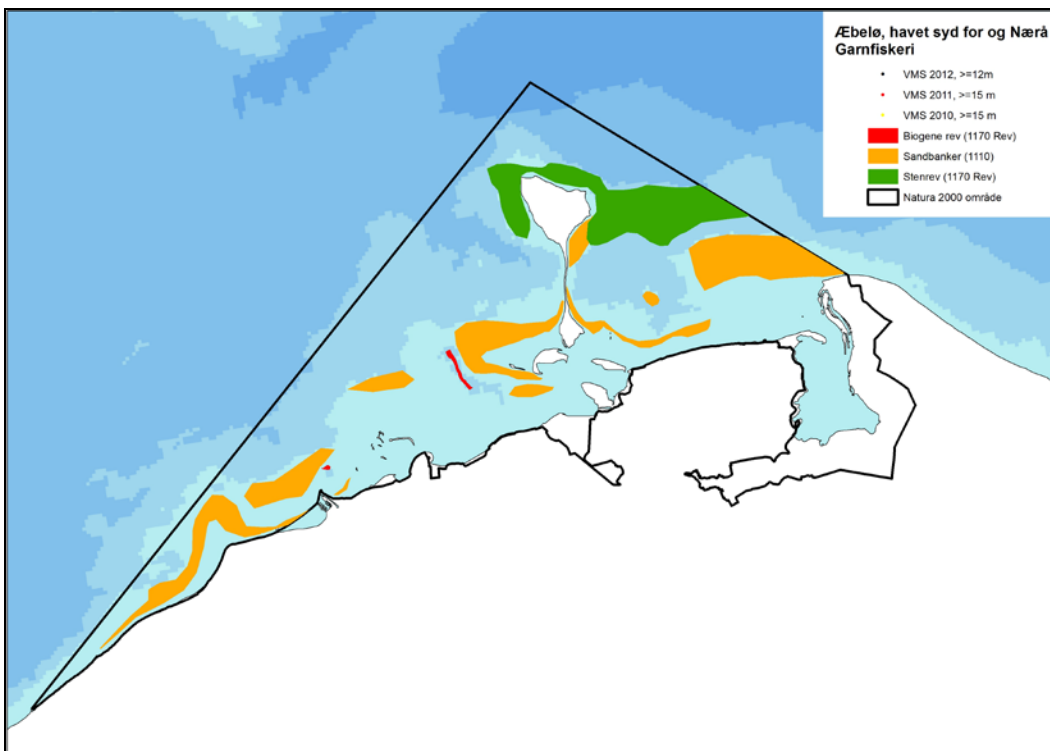 Æbelø, havet syd for og Nærå
Garnfiskeri
VMS 2012, >=12m
VMS 2011, >=15 m
VMS 2010, >=15 m
Biogene rev (1170 Rev)
Sandbanker (1110)
Stenrev (1170 Rev)
Natura 2000 område